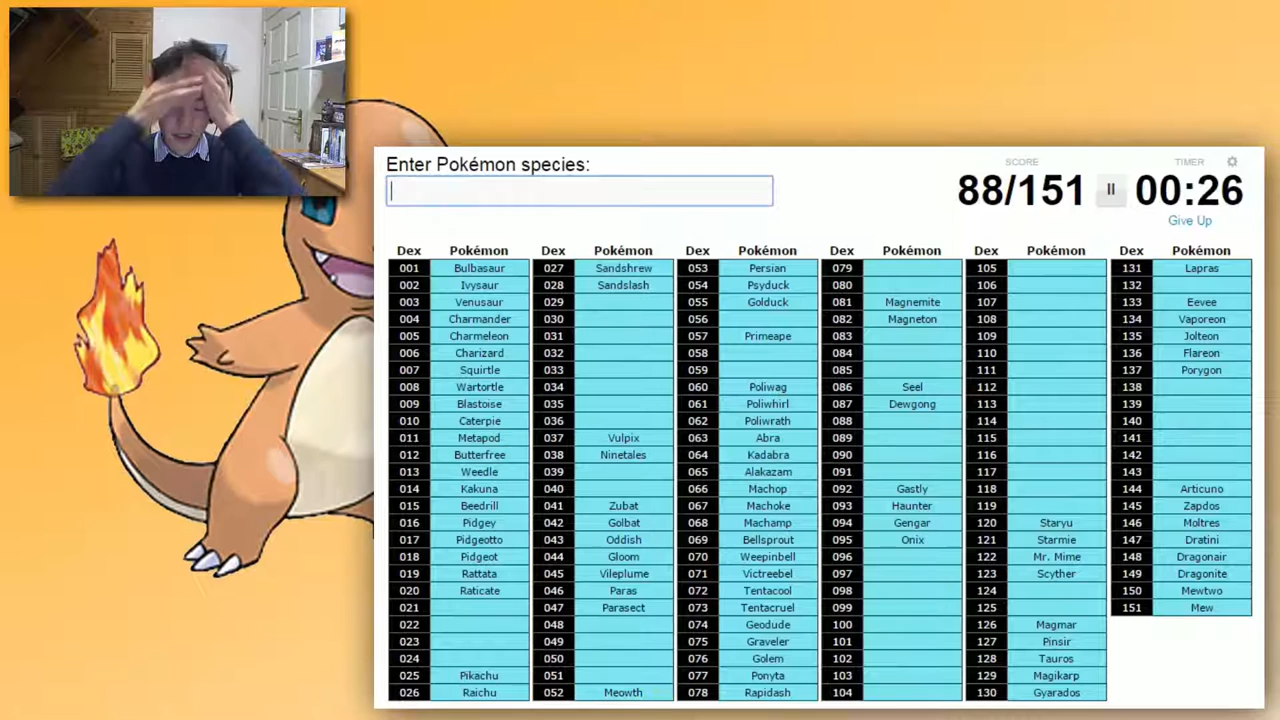 Enter Pokémon species:
SCORE
TIMER
88/151
00:26
Give Up
Dex Pokémon Dex Pokémon Dex Pokémon Dex Pokémon Dex Pokémon Dex Pokémon
001 Bulbasaur 027 Sandshrew 053 Persian 079 105 131 Lapras
002 Ivysaur 028 Sandslash 054 Psyduck 080 106 132
003 Venusaur 029 055 Golduck 081 Magnemite 107 133 Eevee
004 Charmander 030 056 082 Magneton 108 134 Vaporeon
005 Charmeleon 031 057 Primeape 083 109 135 Jolteon
006 Charizard 032 058 084 110 136 Flareon
007 Squirtle 033 059 085 111 137 Porygon
008 Wartortle 034 060 Poliwag 086 Seel 112 138
009 Blastoise 035 061 Poliwhirl 087 Dewgong 113 139
010 Caterpie 036 062 Poliwrath 088 114 140
011 Metapod 037 Vulpix 063 Abra 089 115 141
012 Butterfree 038 Ninetales 064 Kadabra 090 116 142
013 Weedle 039 065 Alakazam 091 117 143
014 Kakuna 040 066 Machop 092 Gastly 118 144 Articuno
015 Beedrill 041 Zubat 067 Machoke 093 Haunter 119 145 Zapdos
016 Pidgey 042 Golbat 068 Machamp 094 Gengar 120 Staryu 146 Moltres
017 Pidgeotto 043 Oddish 069 Bellsprout 095 Onix 121 Starmie 147 Dratini
018 Pidgeot 044 Gloom 070 Weepinbell 096 122 Mr. Mime 148 Dragonair
019 Rattata 045 Vileplume 071 Victreebel 097 123 Scyther 149 Dragonite
020 Raticate 046 Paras 072 Tentacool 098 124 150 Mewtwo
021 047 Parasect 073 Tentacruel 099 125 151 Mew
022 048 074 Geodude 100 126 Magmar
023 049 075 Graveler 101 127 Pinsir
024 050 076 Golem 102 128 Tauros
025 Pikachu 051 077 Ponyta 103 129 Magikarp
026 Raichu 052 Meowth 078 Rapidash 104 130 Gyarados